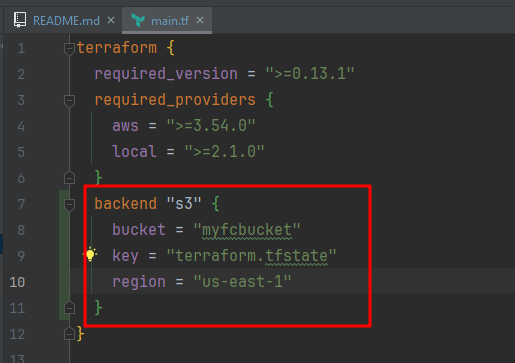 README.md × main.tf ×
1 terraform {
2 required_version = ">=0.13.1"
3 required_providers {
4 aws = ">=3.54.0"
5 local = ">=2.1.0"
6 }
7 backend "s3" {
8 bucket = "myfcbucket"
9 key = "terraform.tfstate"
10 region = "us-east-1"
11 }
12 }
13